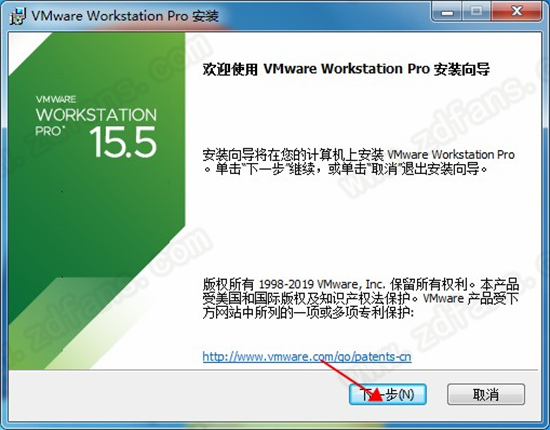 VMware Workstation Pro 安装
欢迎使用 VMware Workstation Pro 安装向导
VMWARE
WORKSTATION
PRO™
15.5
安装向导将在您的计算机上安装 VMware Workstation Pro
。单击“下一步”继续，或单击“取消”退出安装向导。
版权所有 1998-2019 VMware, Inc. 保留所有权利。本产品
受美国和国际版权及知识产权法保护。VMware 产品受下
方网站中所列的一项或多项专利保护:
http://www.vmware.com/go/patents-cn
下一步(N)
取消
www.zdfans.com